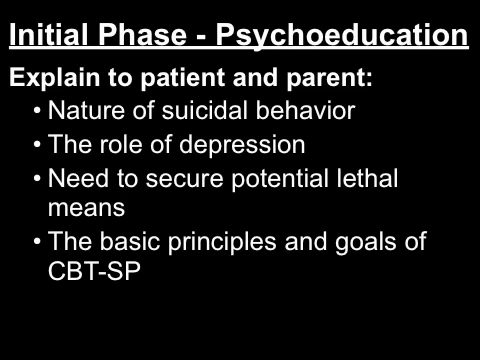 Initial Phase - Psychoeducation
Explain to patient and parent:
• Nature of suicidal behavior
• The role of depression
• Need to secure potential lethal
means
• The basic principles and goals of
CBT-SP